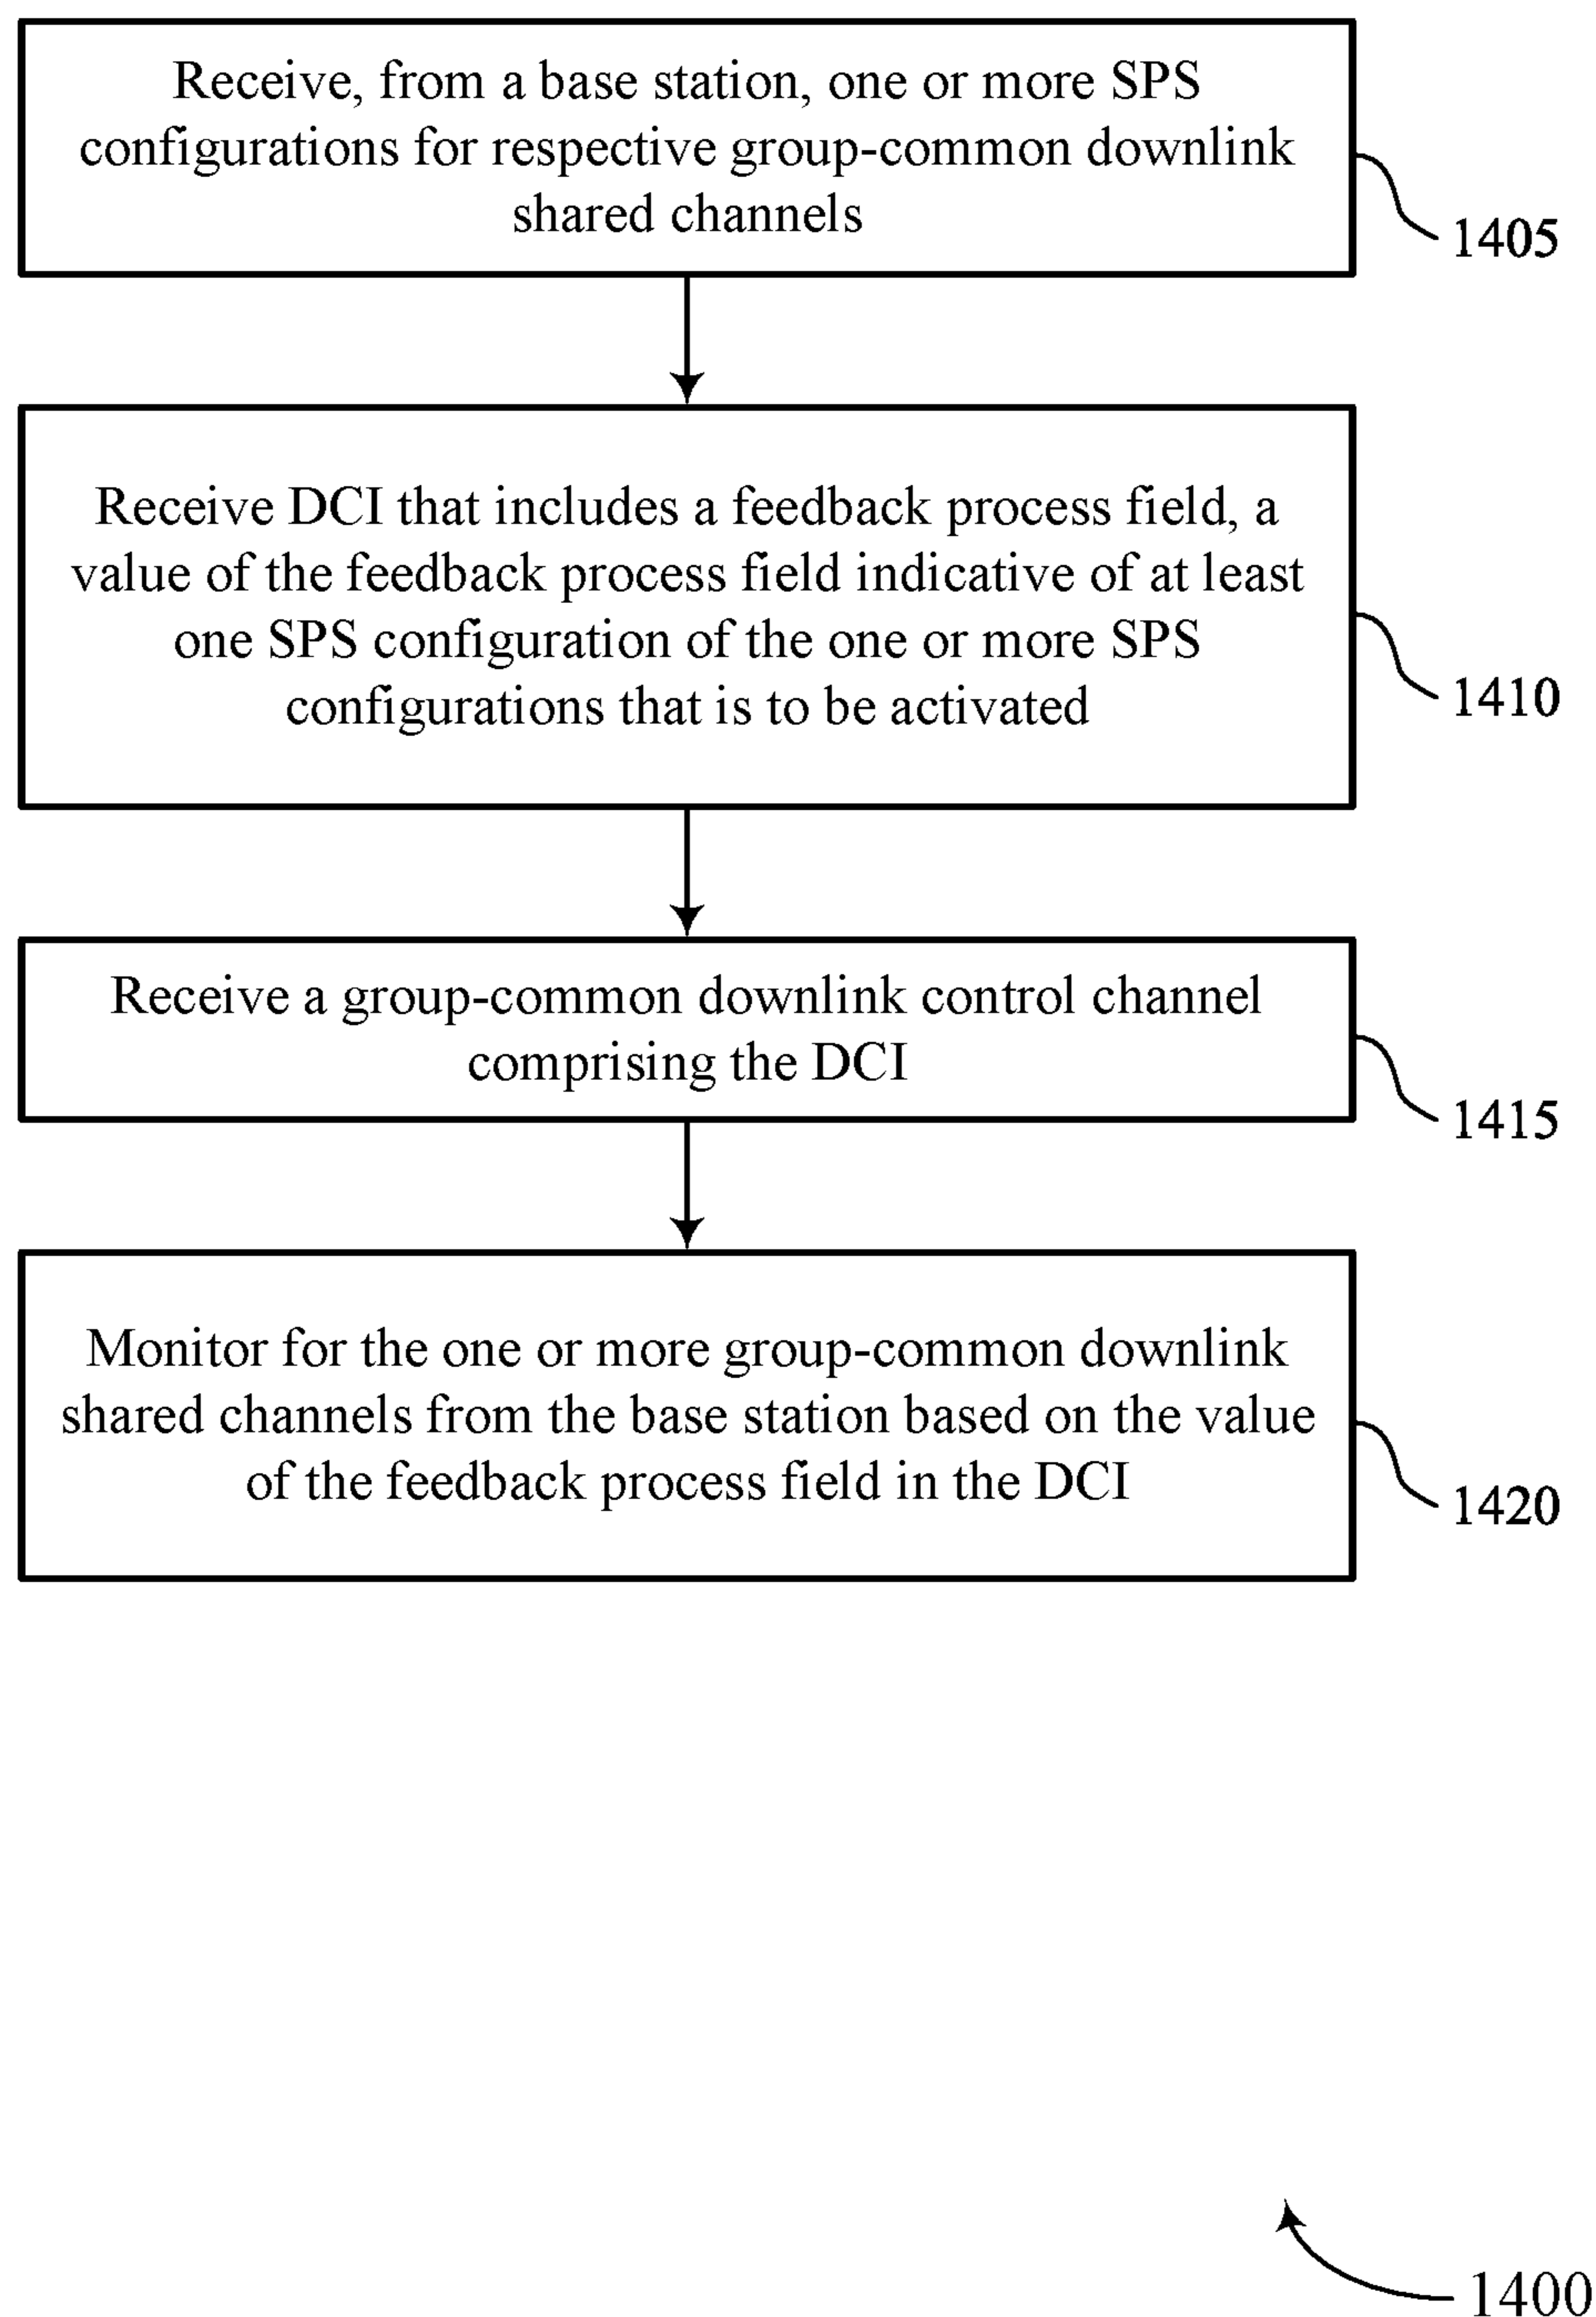 Receive, from a base station, one or more SPS
configurations for respective group-common downlink
shared channels
1405
Receive DCI that includes a feedback process field, a
value of the feedback process field indicative of at least
one SPS configuration of the one or more SPS
configurations that is to be activated
1410
Receive a group-common downlink control channel
comprising the DCI
1415
Monitor for the one or more group-common downlink
shared channels from the base station based on the value
of the feedback process field in the DCI
1420
1400